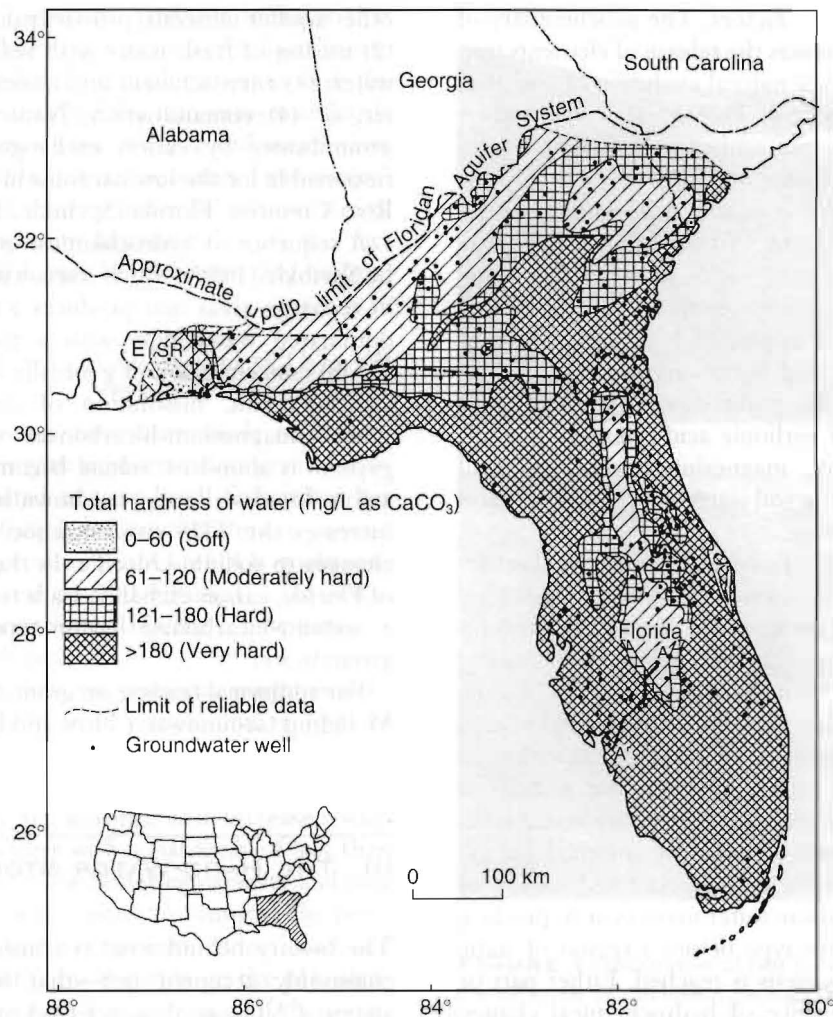 34°
Georgia
South Carolina
Alabama
32°
Approximate updip limit of Floridan Aquifer System
E
SR
30°
Total hardness of water (mg/L as CaCO₃)
0–60 (Soft)
61–120 (Moderately hard)
121–180 (Hard)
>180 (Very hard)
28°
Florida
A
Limit of reliable data
Groundwater well
A'
26°
0 100 km
88° 86° 84° 82° 80°